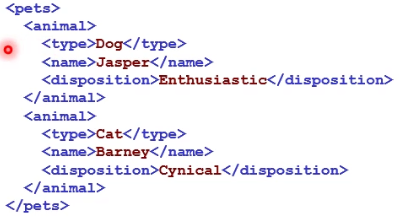 <pets>
<animal>
<type>Dog</type>
<name>Jasper</name>
<disposition>Enthusiastic</disposition>
</animal>
<animal>
<type>Cat</type>
<name>Barney</name>
<disposition>Cynical</disposition>
</animal>
</pets>